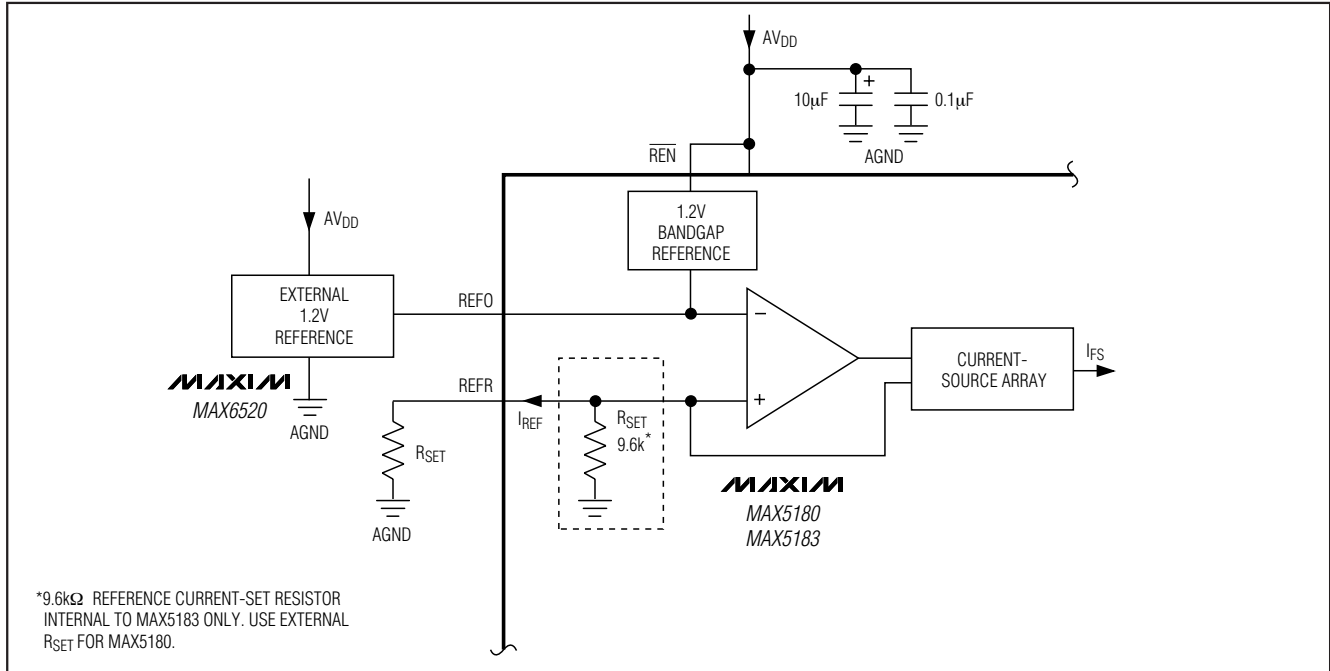 AVDD
10µF
+
0.1µF
AGND
REN
AVDD
1.2V
BANDGAP
REFERENCE
EXTERNAL
1.2V
REFERENCE
REFO
−
CURRENT-
SOURCE ARRAY
IFS
MAXIM
MAX6520
AGND
REFR
IREF
RSET
9.6k*
+
RSET
AGND
MAXIM
MAX5180
MAX5183
*9.6kΩ REFERENCE CURRENT-SET RESISTOR
INTERNAL TO MAX5183 ONLY. USE EXTERNAL
RSET FOR MAX5180.